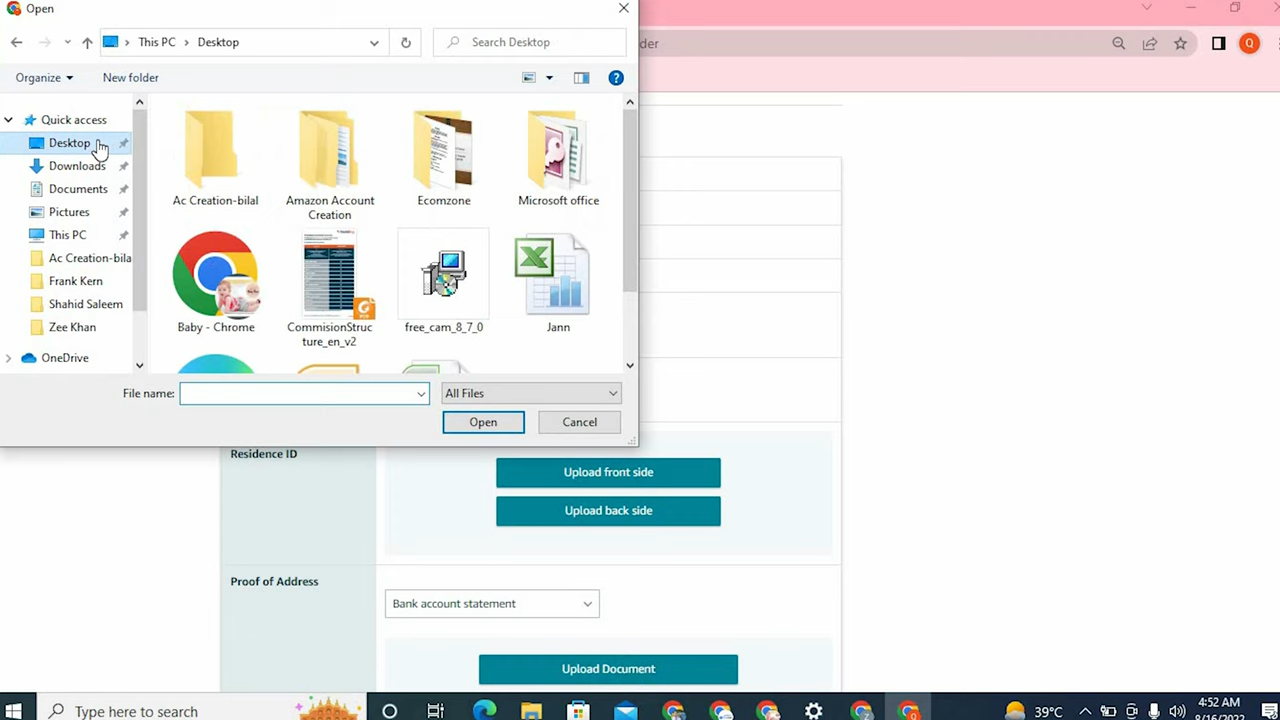 Open
This PC
Desktop
Search Desktop
der
Q
Organize
New folder
Quick access
Desktop
Downloads
Documents
Pictures
This PC
Ac Creation-bila
Frank Kern
Shahid Saleem
Zee Khan
OneDrive
Ac Creation-bilal
Amazon Account
Creation
Ecomzone
Microsoft office
Baby - Chrome
CommisionStruc
ture_en_v2
free_cam_8_7_0
Jann
File name:
All Files
Open
Cancel
Residence ID
Upload front side
Upload back side
Proof of Address
Bank account statement
Upload Document
Type here to search
39°C
4:52 AM